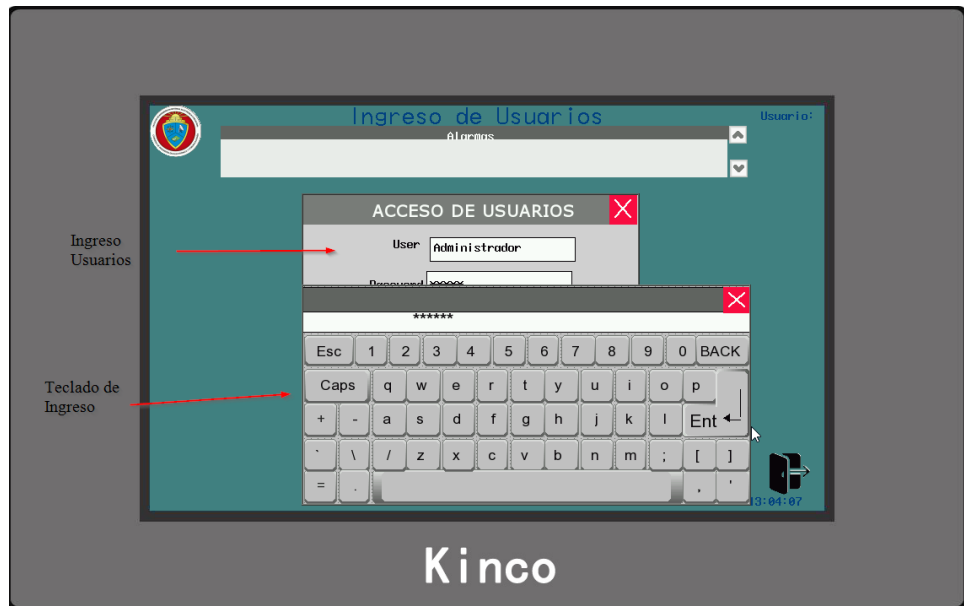 Ingreso de Usuarios
Usuario:
Alarmas
ACCESO DE USUARIOS
Ingreso
Usuarios
User Administrador
Password xxxxx
******
Esc 1 2 3 4 5 6 7 8 9 0 BACK
Teclado de
Ingreso
Caps q w e r t y u i o p
+ - a s d f g h j k l Ent
` \ / z x c v b n m ; [ ]
= . , '
13:04:07
Kinco